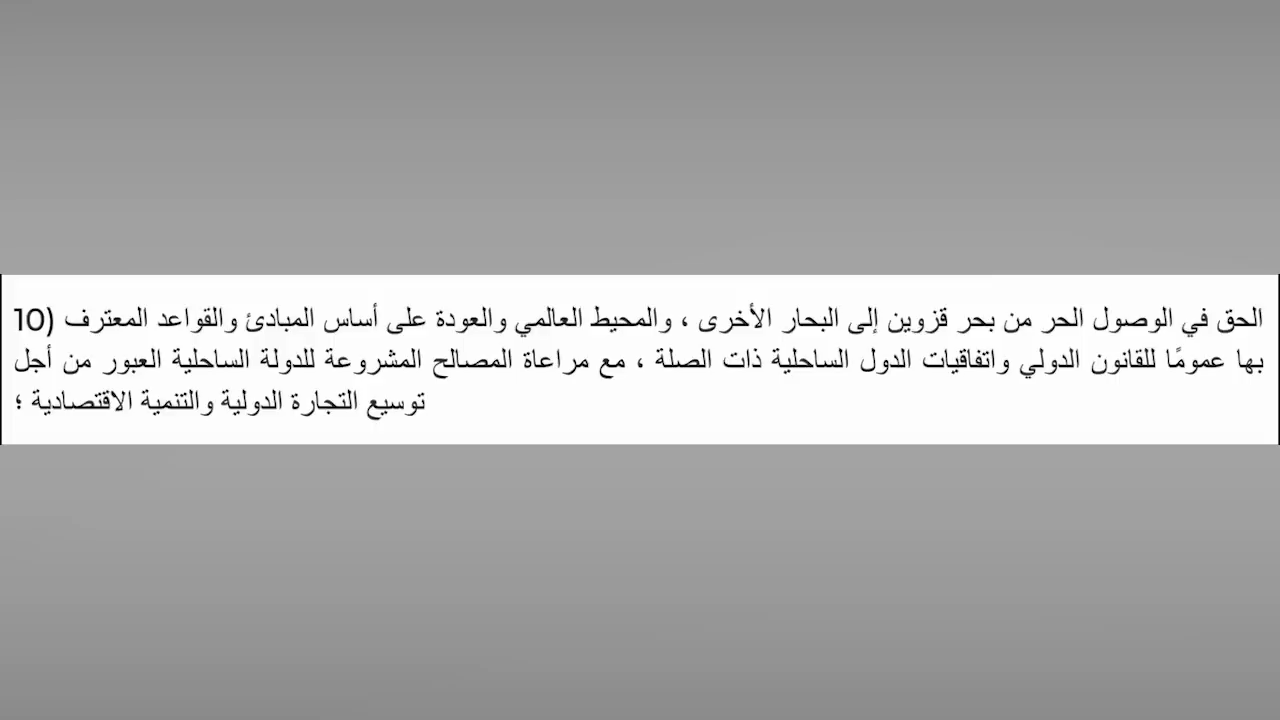 الحق في الوصول الحر من بحر قزوين إلى البحار الأخرى ، والمحيط العالمي والعودة على أساس المبادئ والقواعد المعترف (10
بها عمومًا للقانون الدولي واتفاقيات الدول الساحلية ذات الصلة ، مع مراعاة المصالح المشروعة للدولة الساحلية العبور من أجل
توسيع التجارة الدولية والتنمية الاقتصادية ؛